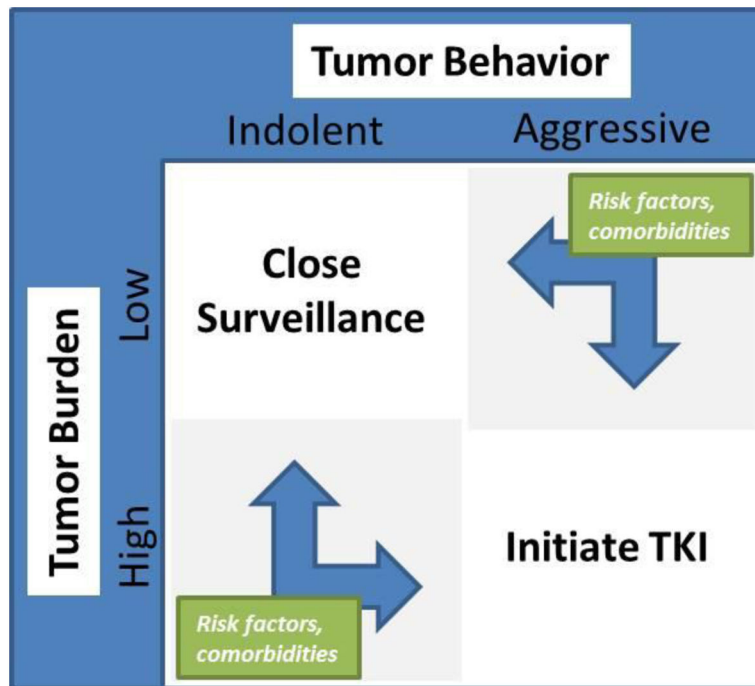 Tumor Behavior
Indolent
Aggressive
Tumor Burden
Low
High
Close
Surveillance
Risk factors,
comorbidities
Risk factors,
comorbidities
Initiate TKI